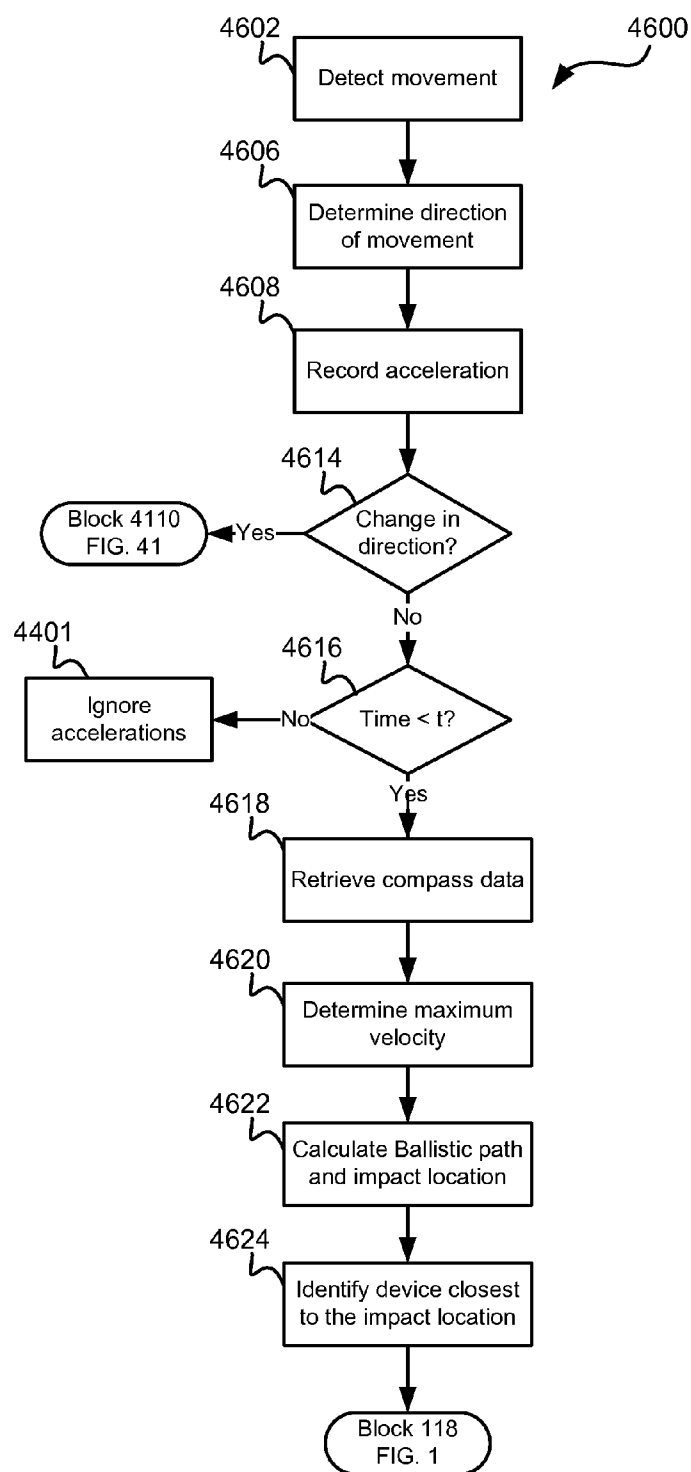 4602
4600
Detect movement
4606
Determine direction
of movement
4608
Record acceleration
4614
Change in
direction?
Yes
Block 4110
FIG. 41
No
4401
4616
Ignore
accelerations
No
Time < t?
Yes
4618
Retrieve compass data
4620
Determine maximum
velocity
4622
Calculate Ballistic path
and impact location
4624
Identify device closest
to the impact location
Block 118
FIG. 1